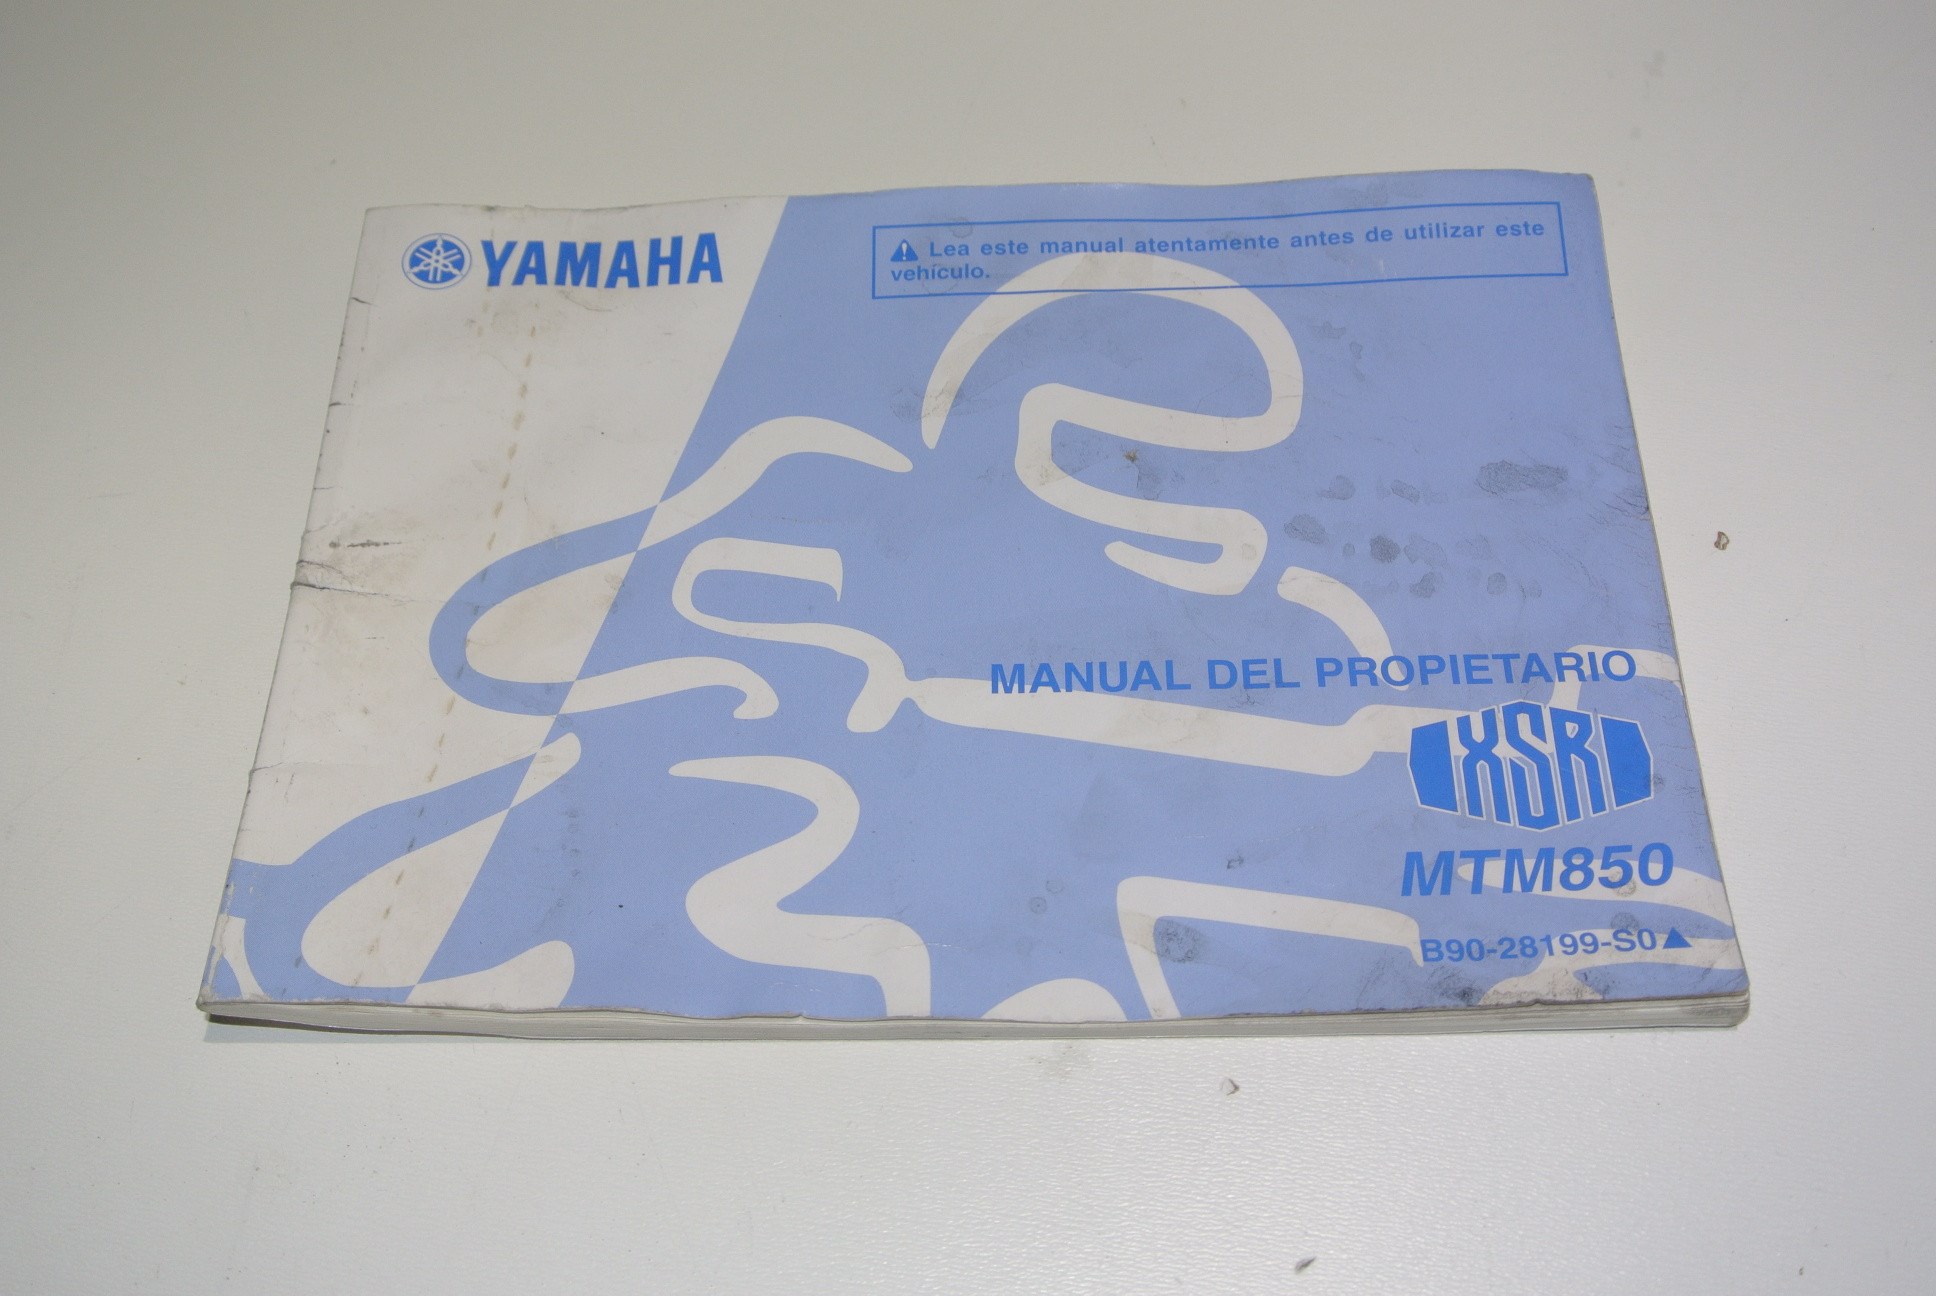 YAMAHA
Lea este manual atentamente antes de utilizar este
vehículo.
MANUAL DEL PROPIETARIO
XSR
MTM850
B90-28199-S0